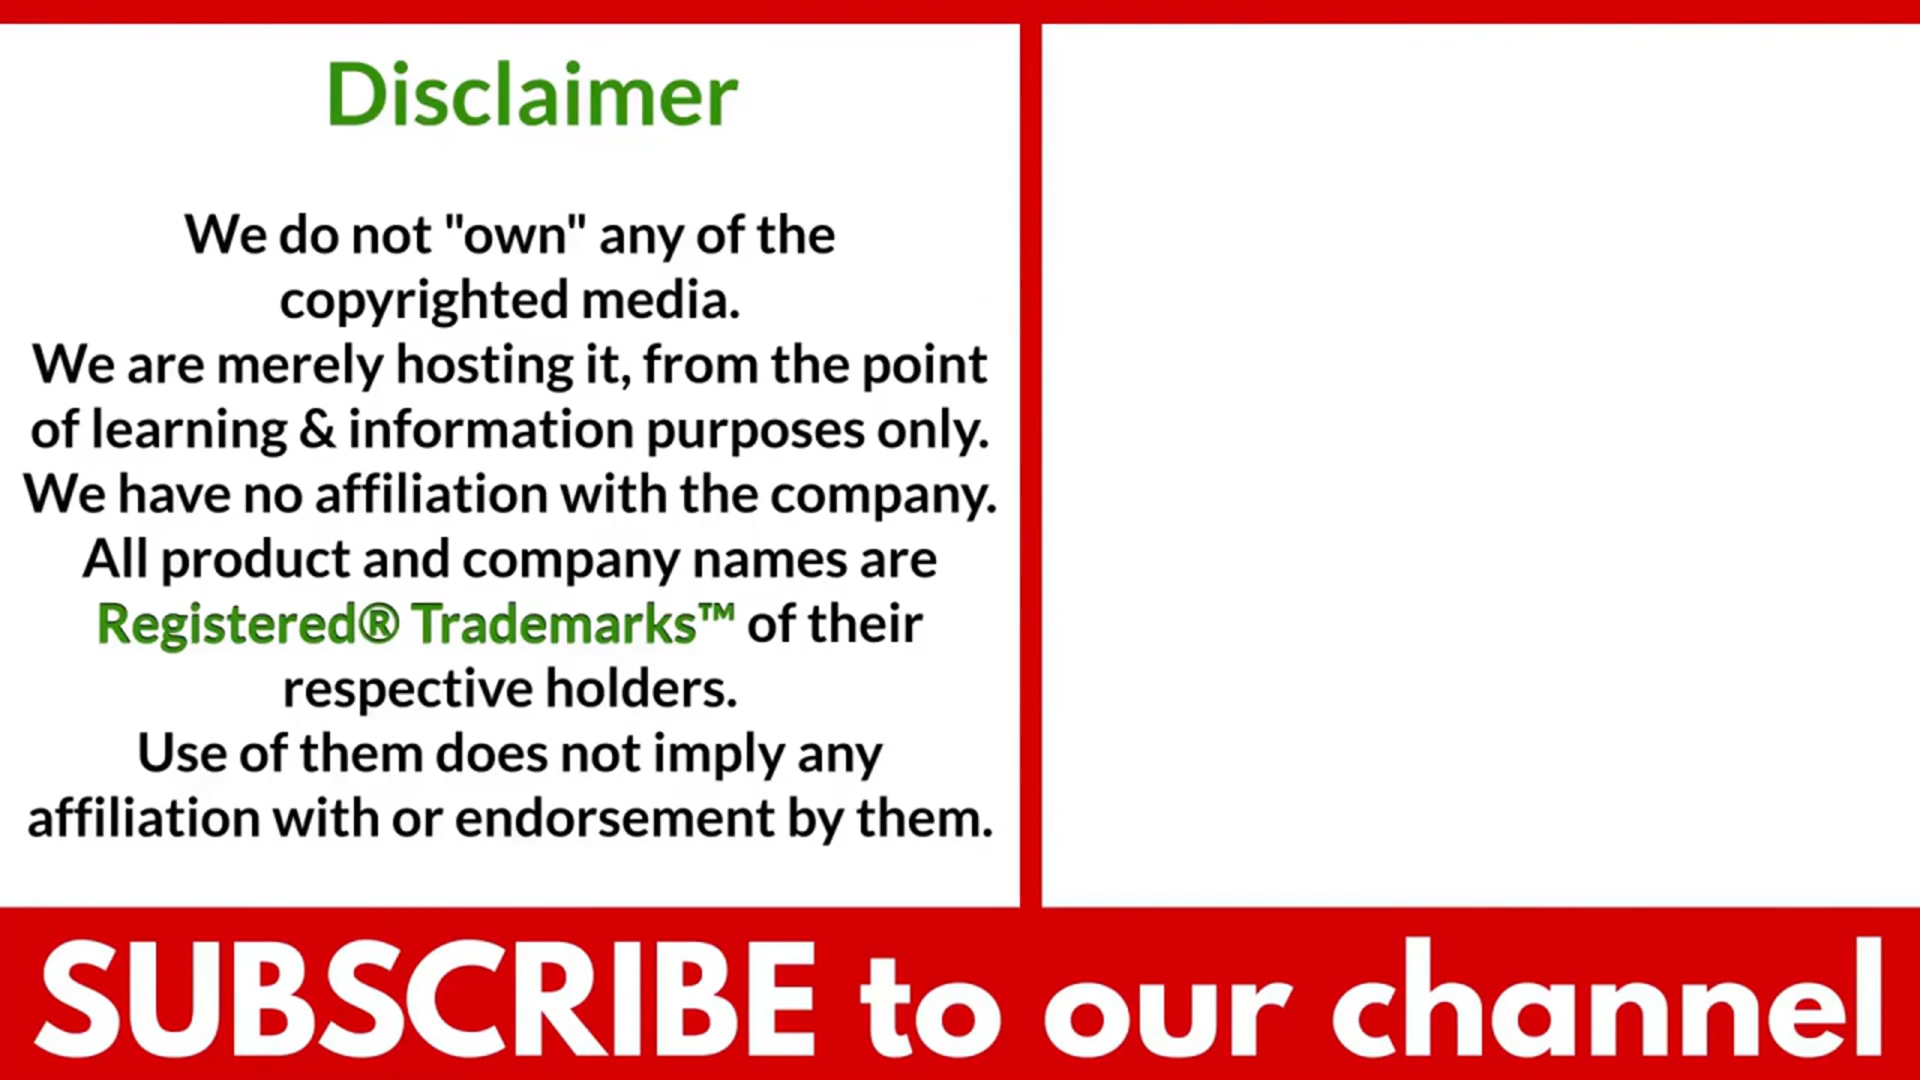 Disclaimer
We do not "own" any of the
copyrighted media.
We are merely hosting it, from the point
of learning & information purposes only.
We have no affiliation with the company.
All product and company names are
Registered® Trademarks™ of their
respective holders.
Use of them does not imply any
affiliation with or endorsement by them.
SUBSCRIBE to our channel